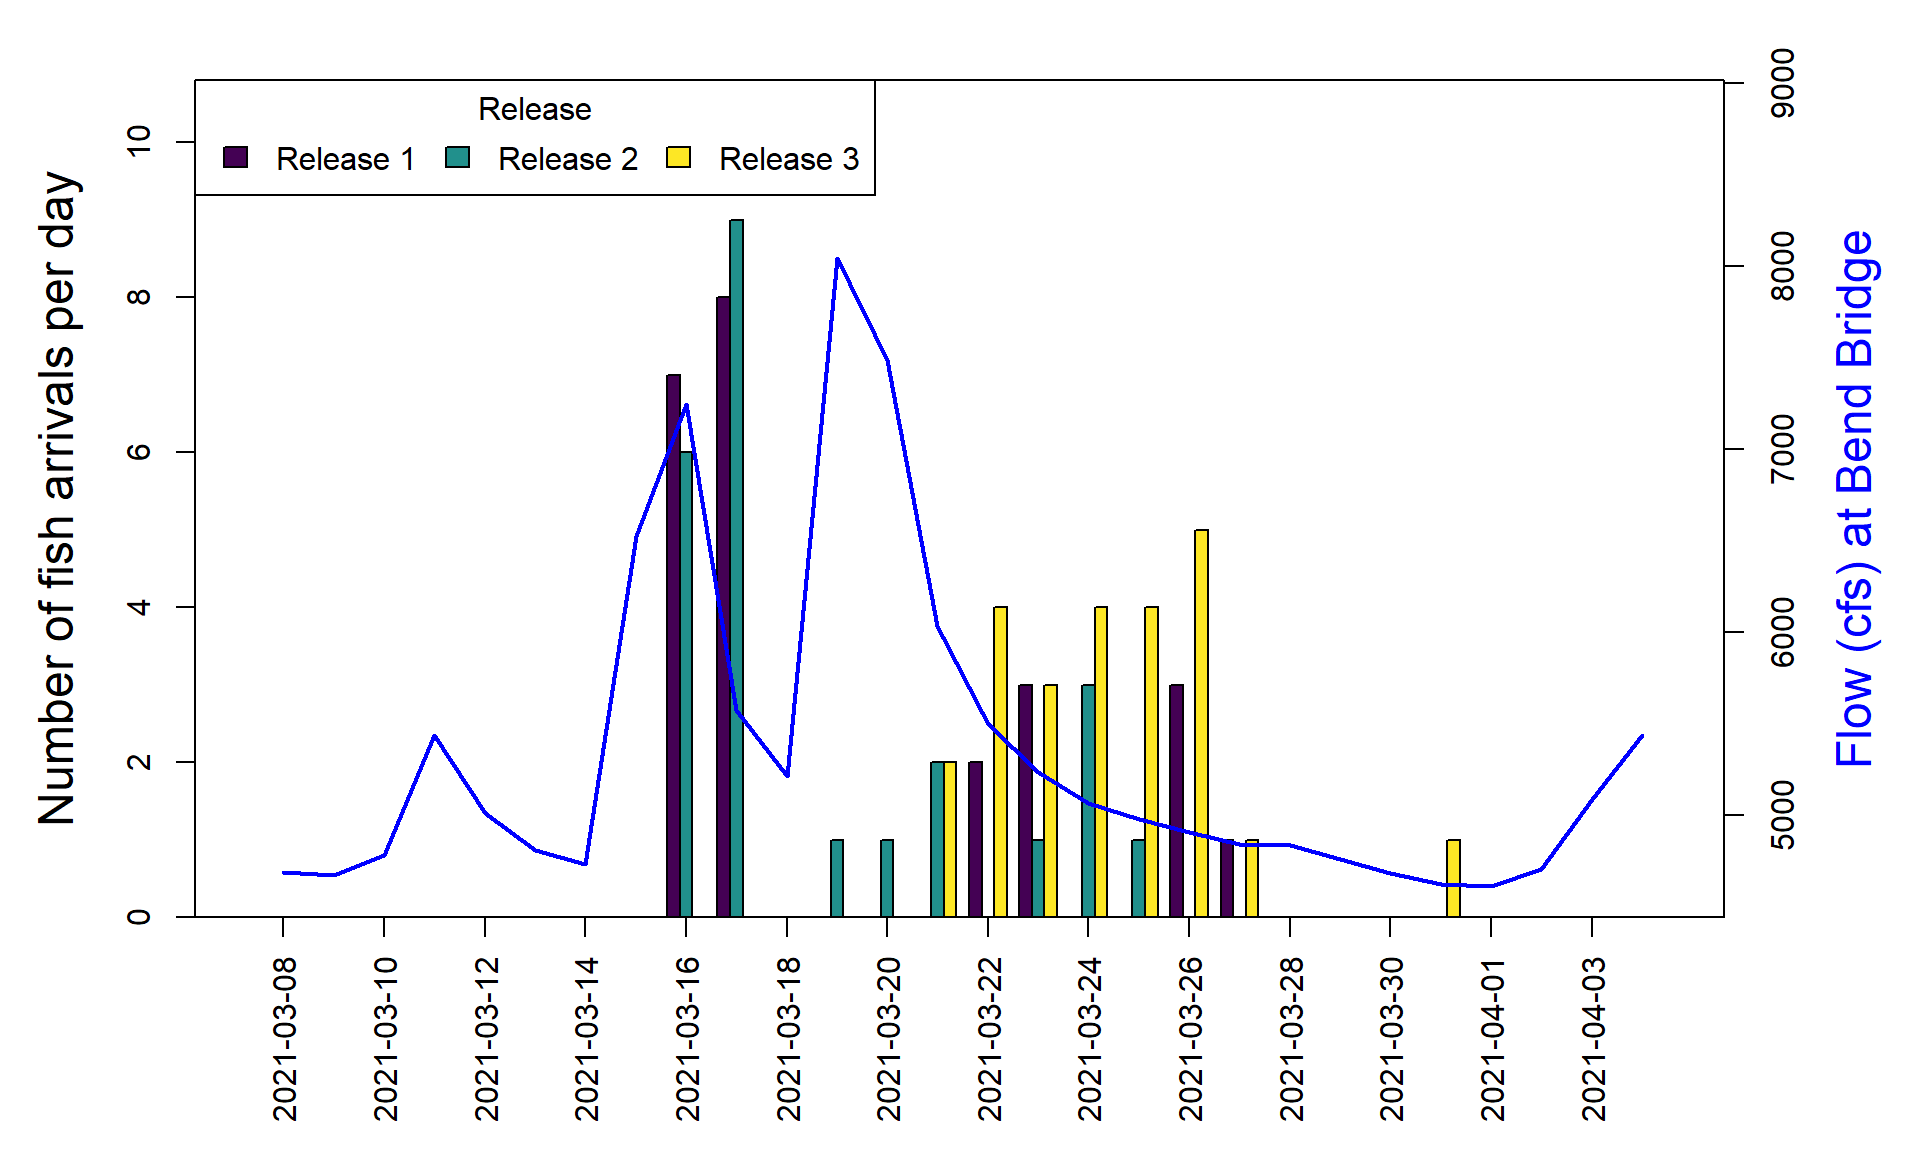 Release
Release 1 Release 2 Release 3
Number of fish arrivals per day
0 2 4 6 8 10
5000 6000 7000 8000 9000
Flow (cfs) at Bend Bridge
2021-03-08 2021-03-10 2021-03-12 2021-03-14 2021-03-16 2021-03-18 2021-03-20 2021-03-22 2021-03-24 2021-03-26 2021-03-28 2021-03-30 2021-04-01 2021-04-03